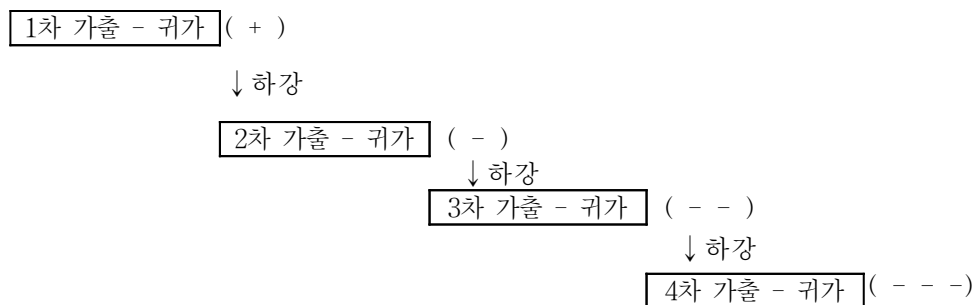 1차 가출 - 귀가 ( + )
↓하강
2차 가출 - 귀가 ( - )
↓하강
3차 가출 - 귀가 ( - - )
↓하강
4차 가출 - 귀가 ( - - -)